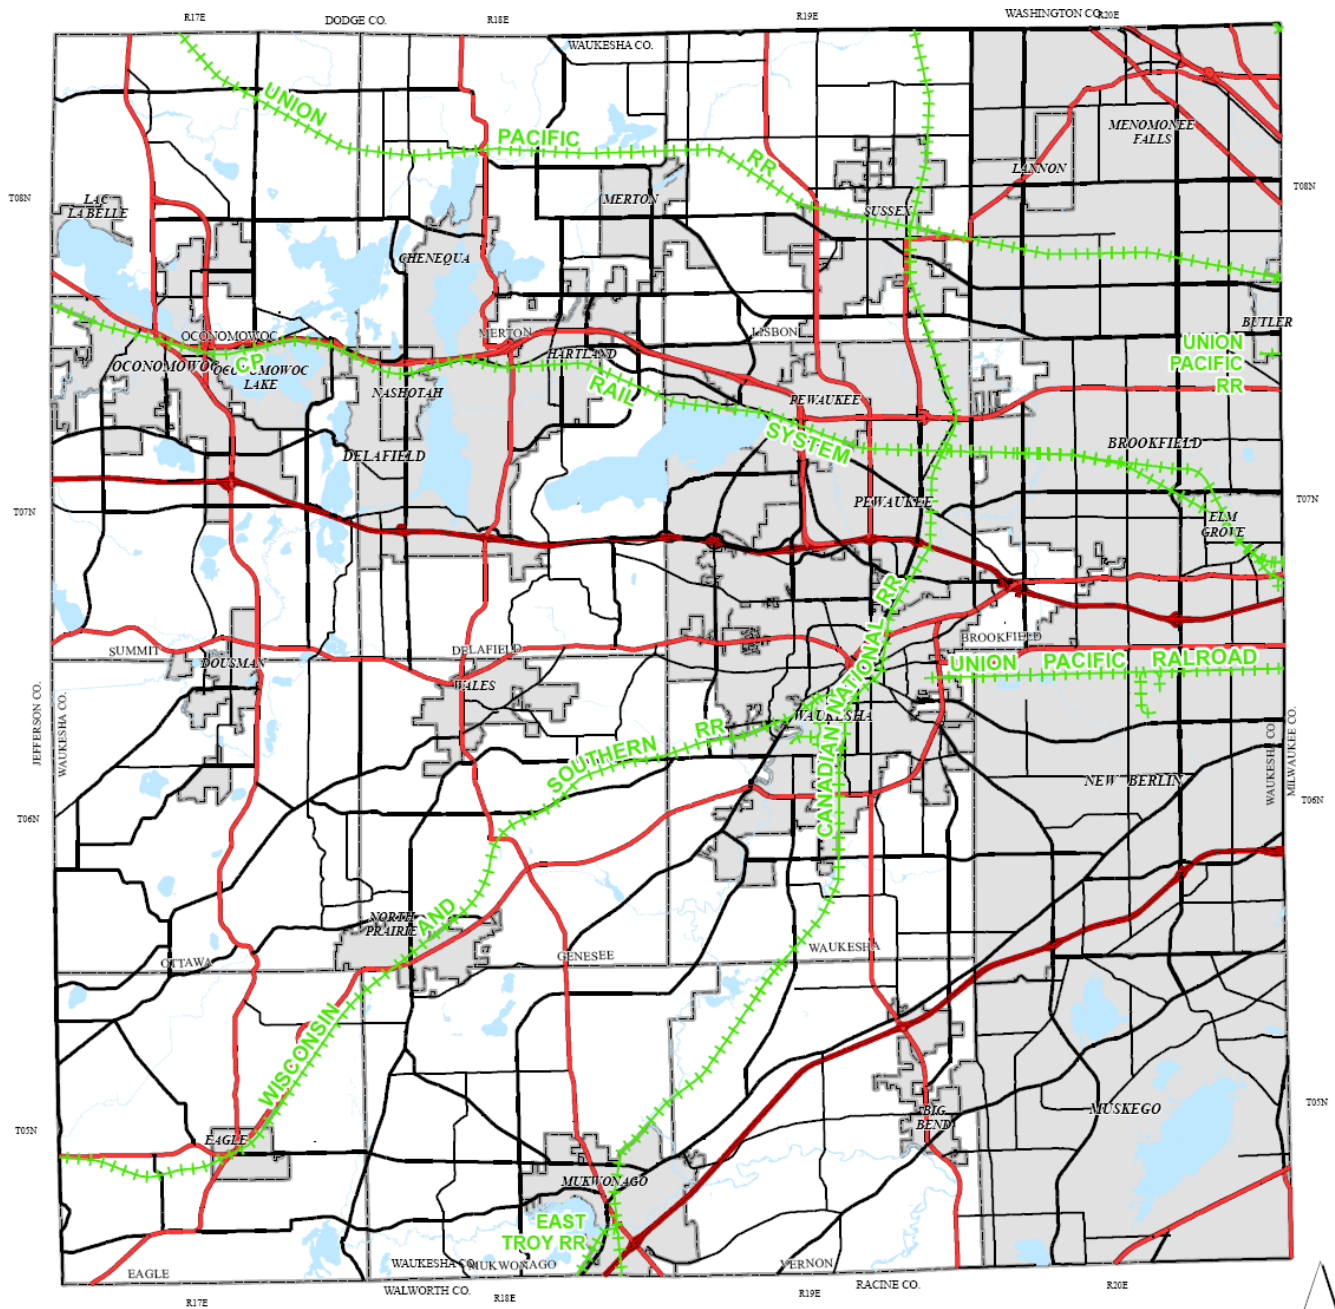 R17E
DODGE CO.
R18E
R19E
WASHINGTON CO.
R20E
WAUKESHA CO.
UNION
PACIFIC
RR
MENOMONEE
FALLS
LANNON
T08N
T08N
LAC
LA BELLE
MERTON
SUSSEX
CHENEQUA
BUTLER
OCONOMOWOC
MERTON
LISBON
UNION
PACIFIC
RR
OCONOMOWOC
OCONOMOWOC
LAKE
CP
HARTLAND
NASHOTAH
RAIL
PEWAUKEE
SYSTEM
BROOKFIELD
DELAFIELD
PEWAUKEE
T07N
T07N
ELM
GROVE
CANADIAN NATIONAL RR
BROOKFIELD
SUMMIT
DOUSMAN
DELAFIELD
UNION PACIFIC RALROAD
WALES
WAUKESHA
JEFFERSON CO.
WAUKESHA CO.
SOUTHERN
RR
WAUKESHA CO.
MILWAUKEE CO.
NEW BERLIN
T06N
T06N
NORTH
PRAIRIE
AND
OTTAWA
GENESEE
WAUKESHA
WISCONSIN
T05N
T05N
EAGLE
BIG
BEND
MUSKEGO
MUKWONAGO
EAST
TROY RR
EAGLE
WAUKESHA CO.
MUKWONAGO
VERNON
WALWORTH CO.
RACINE CO.
R17E
R18E
R19E
R20E